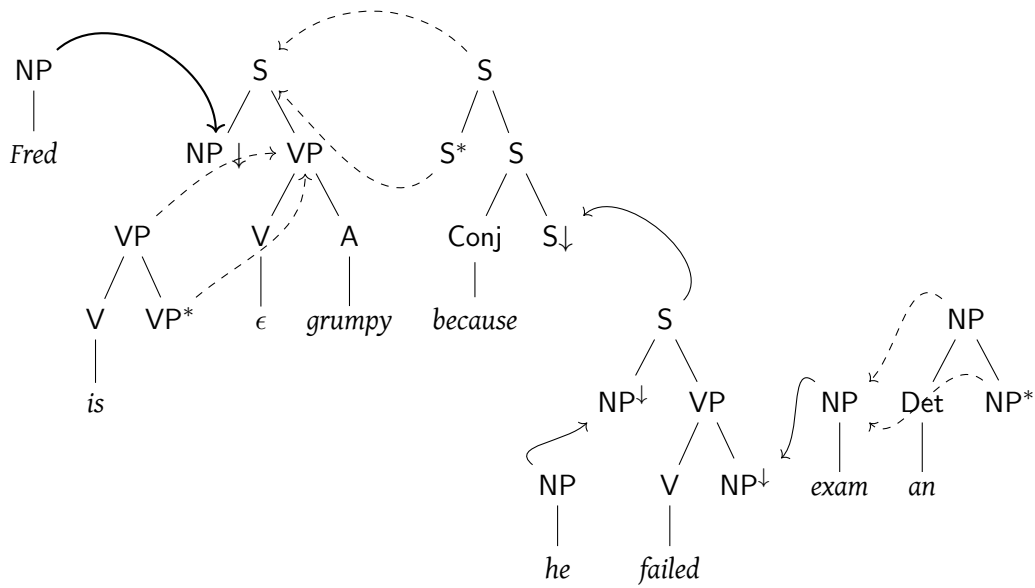 NP S S
Fred NP↓ VP S* S
VP V A Conj S↓
V VP* ϵ grumpy because S NP
is NP↓ VP NP Det NP*
NP V NP↓ exam an
he failed